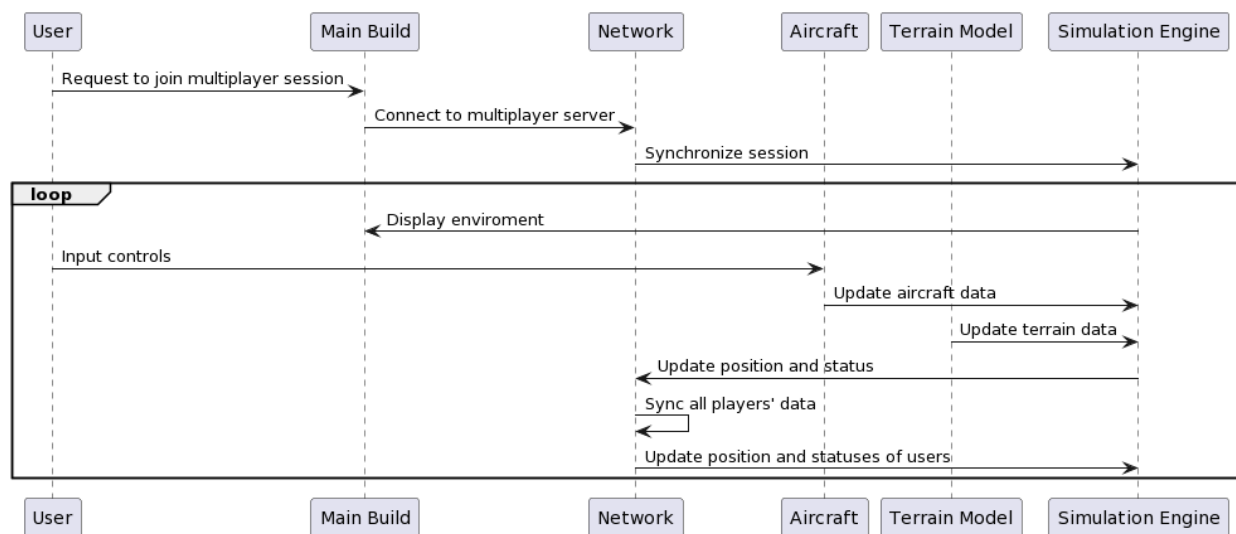 User Main Build Network Aircraft Terrain Model Simulation Engine
Request to join multiplayer session
Connect to multiplayer server
Synchronize session
loop
Display enviroment
Input controls
Update aircraft data
Update terrain data
Update position and status
Sync all players' data
Update position and statuses of users
User Main Build Network Aircraft Terrain Model Simulation Engine